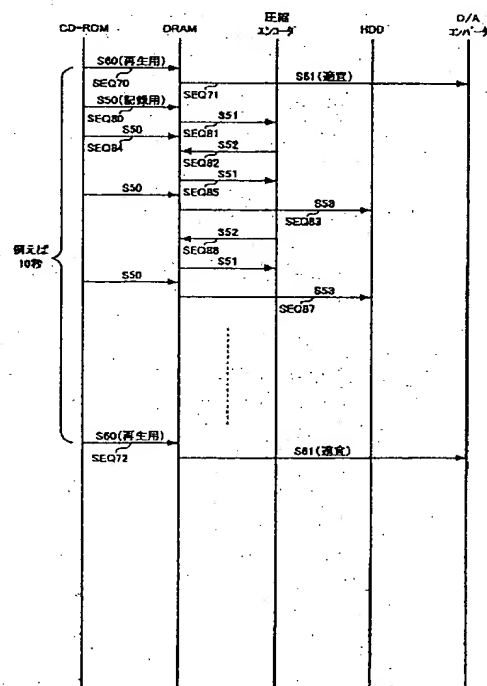 CD-ROM
DRAM
圧縮
エンコーダ
HDD
D/A
コンバータ
S60(再生用)
SEQ70
SEQ71
S61(適宜)
S50(記録用)
SEQ80
S51
SEQ81
S50
SEQ84
S52
SEQ82
S51
SEQ85
S50
S53
SEQ83
S52
SEQ86
S51
S50
S53
SEQ87
例えば
10秒
S60(再生用)
SEQ72
S61(適宜)